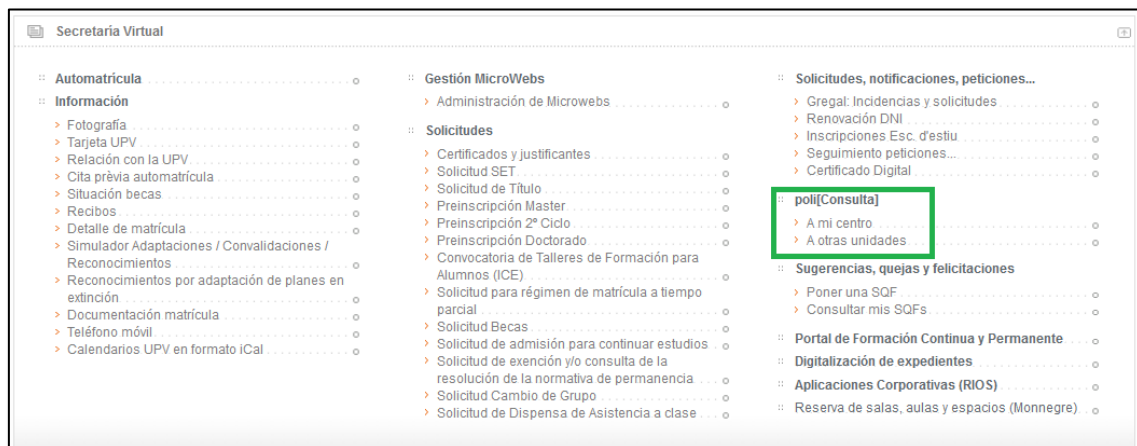 Secretaría Virtual
Automatrícula
Información
Fotografía
Tarjeta UPV
Relación con la UPV
Cita prèvia automatrícula
Situación becas
Recibos
Detalle de matrícula
Simulador Adaptaciones / Convalidaciones /
Reconocimientos
Reconocimientos por adaptación de planes en
extinción
Documentación matrícula
Teléfono móvil
Calendarios UPV en formato iCal
Gestión MicroWebs
Administración de Microwebs
Solicitudes
Certificados y justificantes
Solicitud SET
Solicitud de Título
Preinscripción Master
Preinscripción 2º Ciclo
Preinscripción Doctorado
Convocatoria de Talleres de Formación para
Alumnos (ICE)
Solicitud para régimen de matrícula a tiempo
parcial
Solicitud Becas
Solicitud de admisión para continuar estudios
Solicitud de exención y/o consulta de la
resolución de la normativa de permanencia
Solicitud Cambio de Grupo
Solicitud de Dispensa de Asistencia a clase
Solicitudes, notificaciones, peticiones...
Gregal: Incidencias y solicitudes
Renovación DNI
Inscripciones Esc. d'estiu
Seguimiento peticiones...
Certificado Digital
poli[Consulta]
A mi centro
A otras unidades
Sugerencias, quejas y felicitaciones
Poner una SQF
Consultar mis SQFs
Portal de Formación Continua y Permanente
Digitalización de expedientes
Aplicaciones Corporativas (RIOS)
Reserva de salas, aulas y espacios (Monnegre)